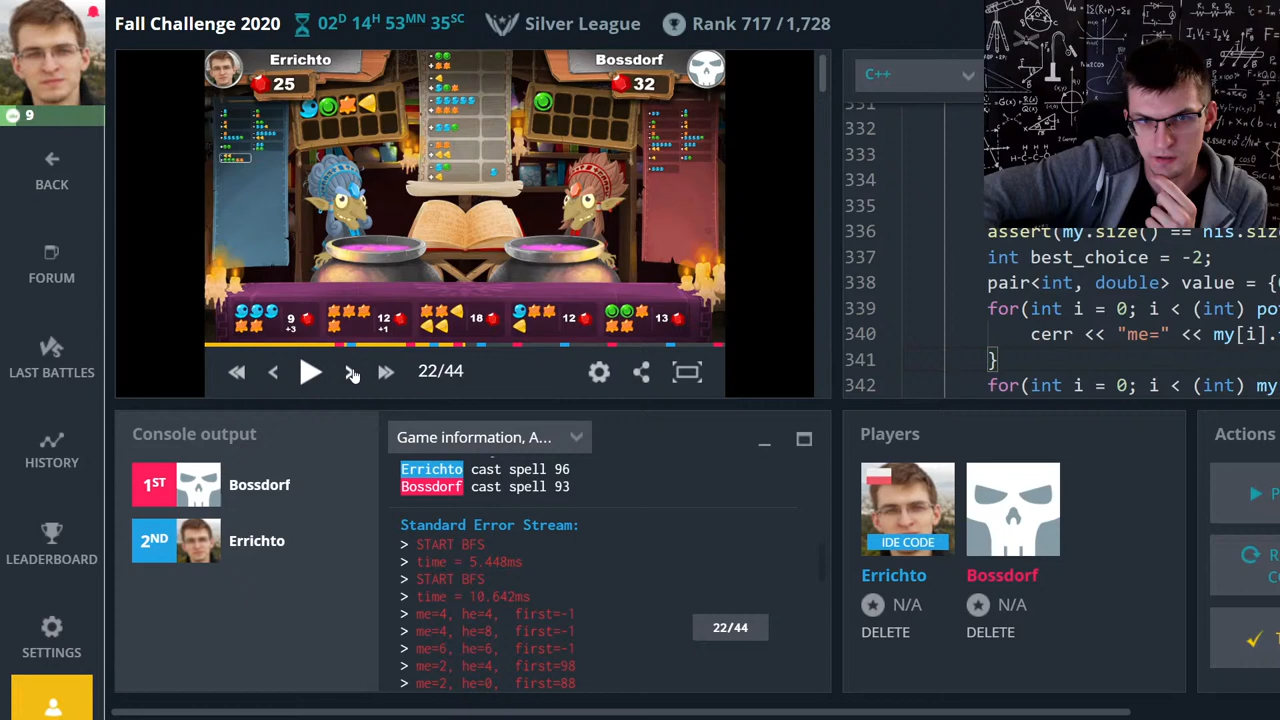 Fall Challenge 2020
02D 14H 53MN 35SC
Silver League
Rank 717 / 1,728
9
BACK
FORUM
LAST BATTLES
HISTORY
LEADERBOARD
SETTINGS
Errichto
25
Bossdorf
32
9
+3
12
+1
18
12
13
22/44
C++
332
333
334
335
336 assert(my.size() == his.siz
337 int best_choice = -2;
338 pair<int, double> value = {
339 for(int i = 0; i < (int) po
340 cerr << "me=" << my[i].
341 }
342 for(int i = 0; i < (int) my
Console output
1ST Bossdorf
2ND Errichto
Game information, A...
Errichto cast spell 96
Bossdorf cast spell 93
Standard Error Stream:
> START BFS
> time = 5.448ms
> START BFS
> time = 10.642ms
> me=4, he=4, first=-1
> me=4, he=8, first=-1
> me=6, he=6, first=-1
> me=2, he=4, first=98
> me=2, he=0, first=88
22/44
Players
IDE CODE
Errichto
N/A
DELETE
Bossdorf
N/A
DELETE
Actions